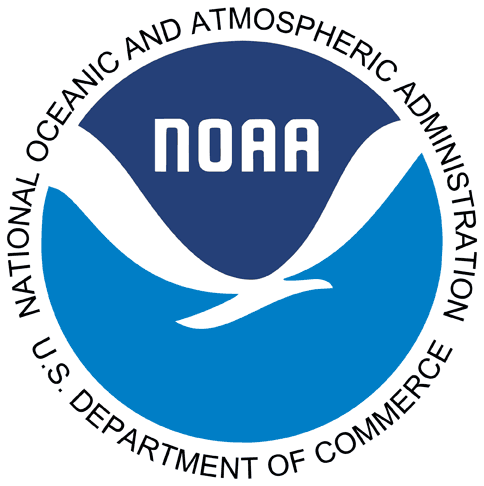 NATIONAL OCEANIC AND ATMOSPHERIC ADMINISTRATION
NOAA
U.S. DEPARTMENT OF COMMERCE